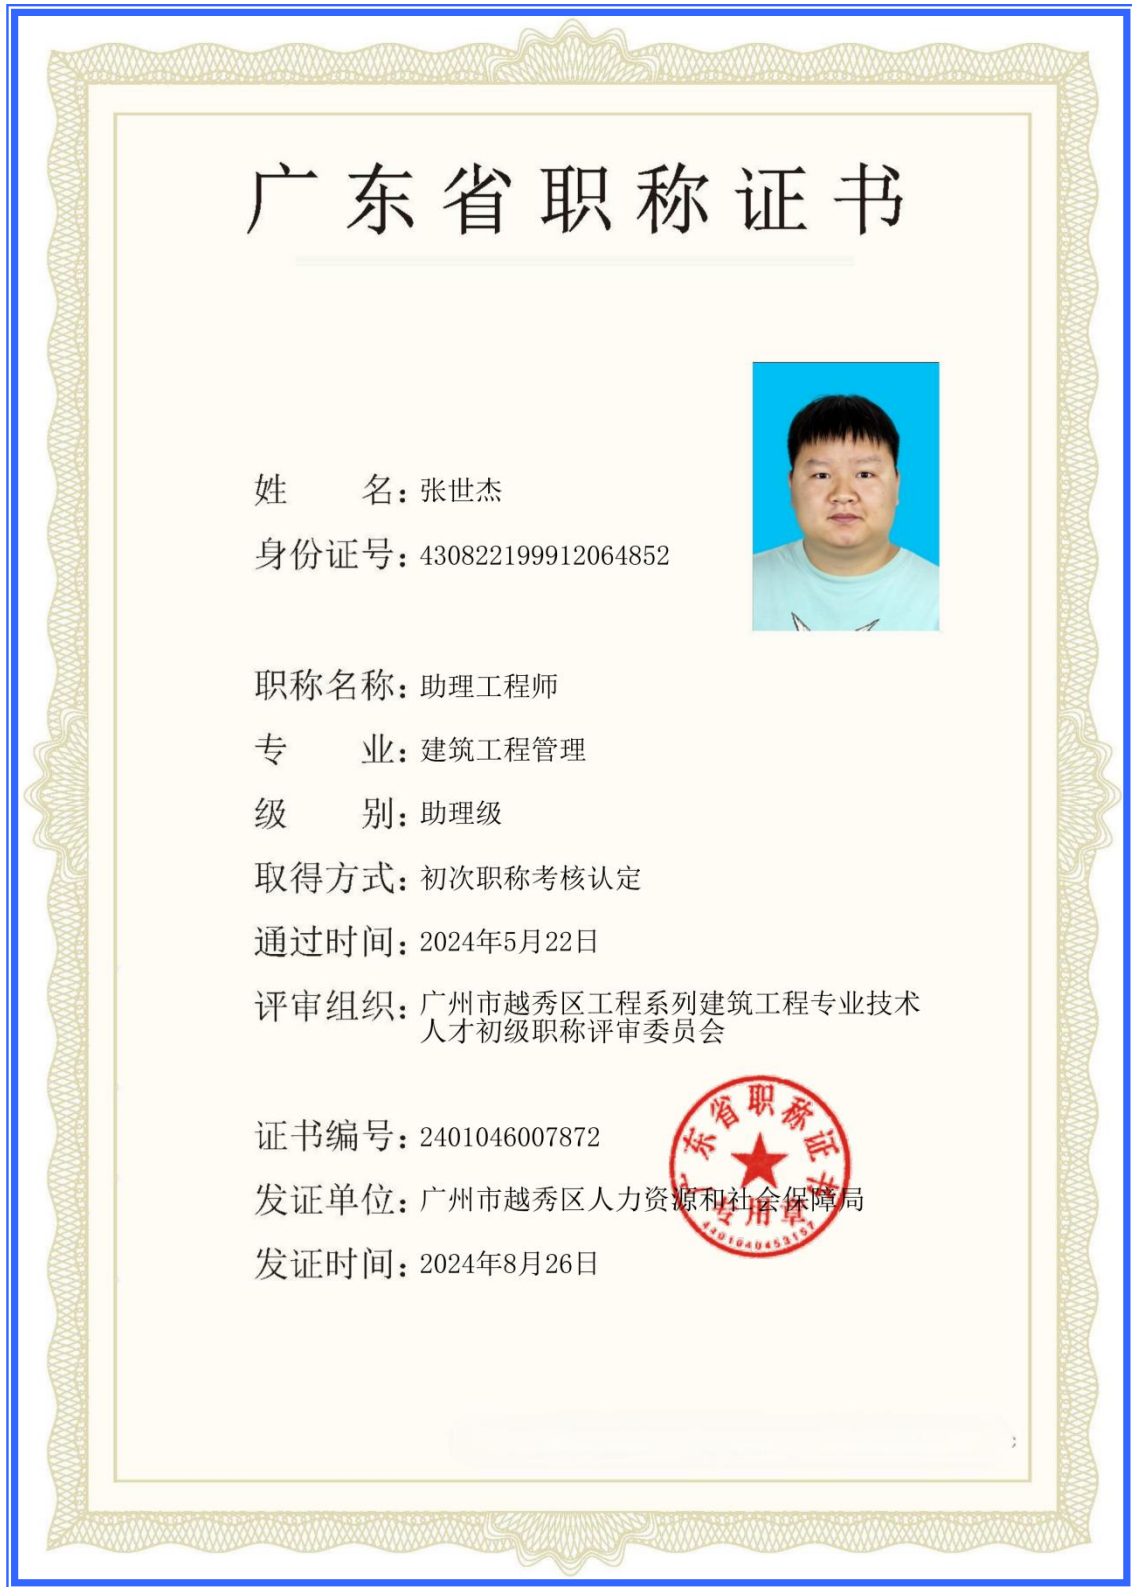 广东省职称证书
姓 名：张世杰
身份证号：430822199912064852
职称名称：助理工程师
专 业：建筑工程管理
级 别：助理级
取得方式：初次职称考核认定
通过时间：2024年5月22日
评审组织：广州市越秀区工程系列建筑工程专业技术
人才初级职称评审委员会
证书编号：2401046007872
发证单位：广州市越秀区人力资源和社会保障局
发证时间：2024年8月26日
广东省职称证书
专用章
4401040453157